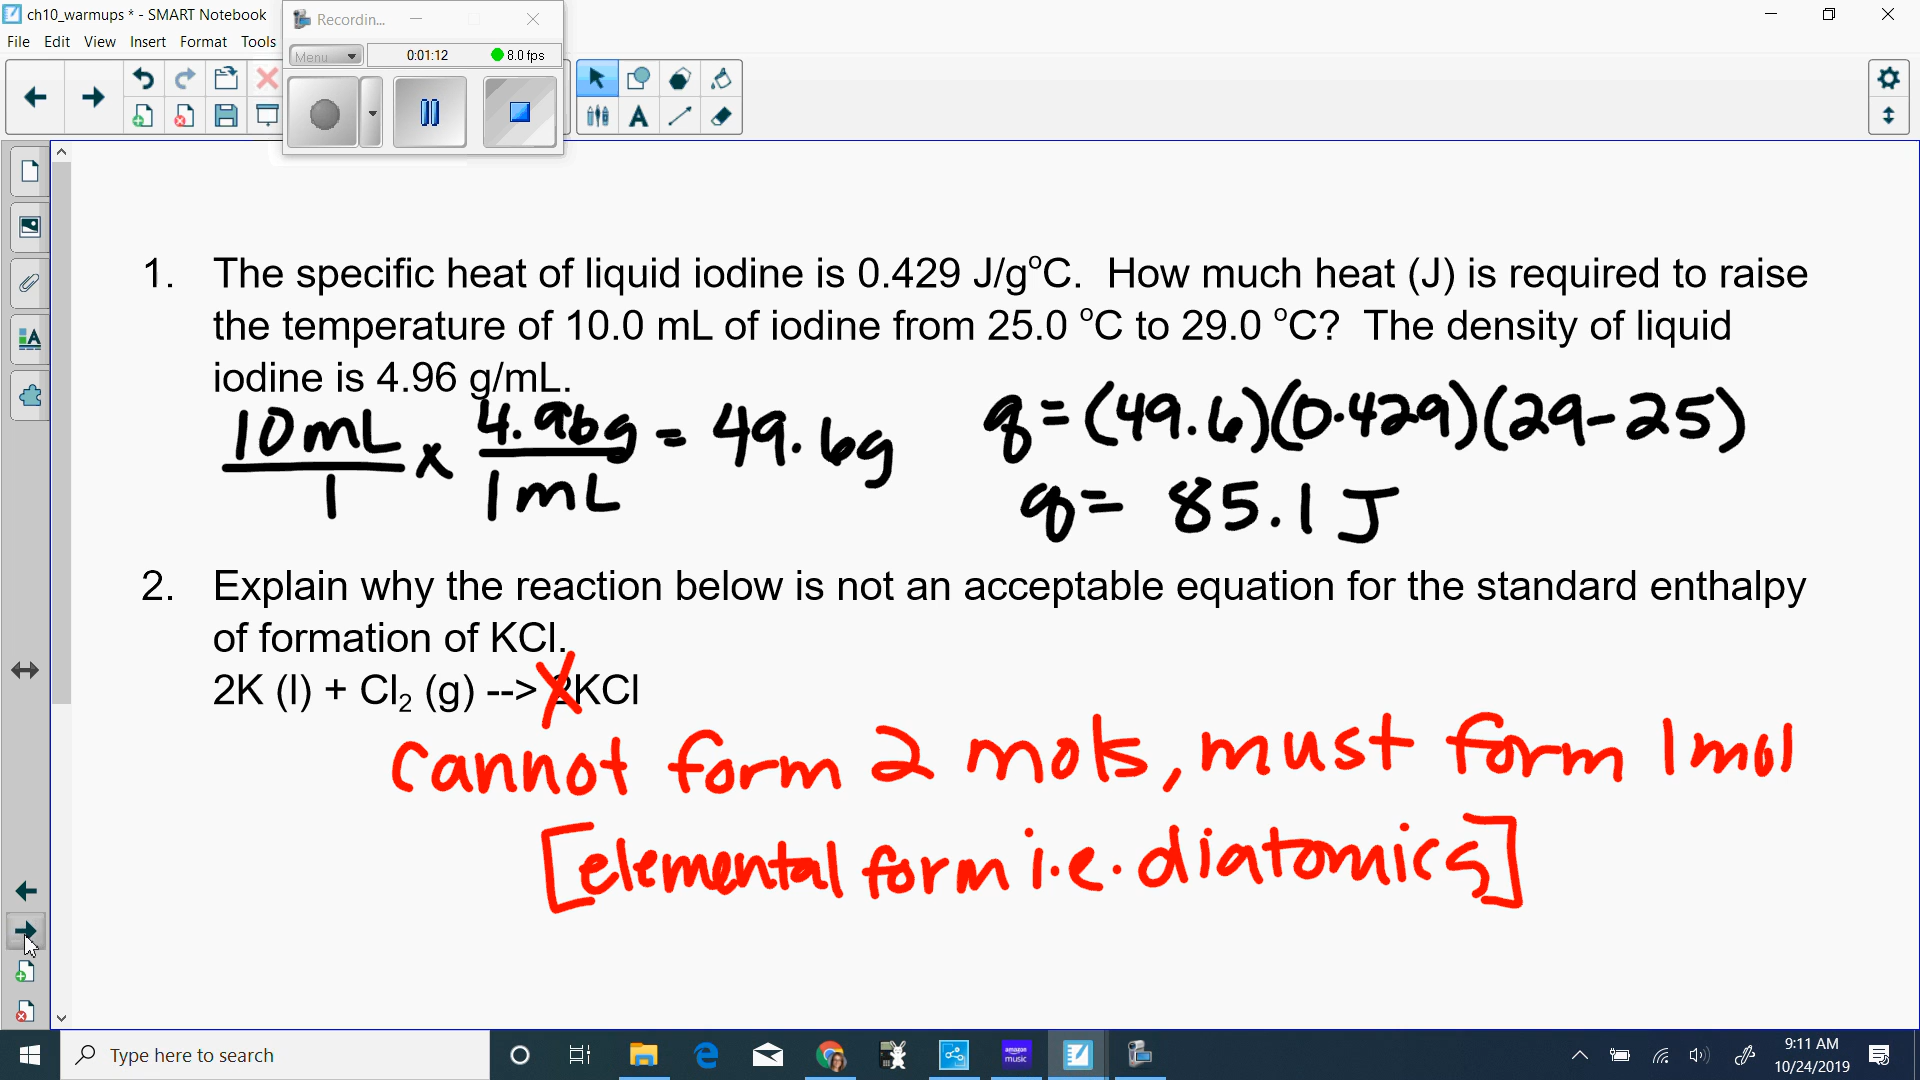 ch10_warmups * - SMART Notebook
Recordin...
File Edit View Insert Format Tools
Menu
0:01:12
8.0 fps
1. The specific heat of liquid iodine is 0.429 J/g°C. How much heat (J) is required to raise
the temperature of 10.0 mL of iodine from 25.0 °C to 29.0 °C? The density of liquid
iodine is 4.96 g/mL.
10mL/1 x 4.96g/1mL = 49.6g
q=(49.6)(0.429)(29-25)
q= 85.1 J
2. Explain why the reaction below is not an acceptable equation for the standard enthalpy
of formation of KCl.
2K (l) + Cl₂ (g) --> 2KCl
cannot form 2 mols, must form 1mol
[elemental form i.e. diatomics]
Type here to search
amazon
music
9:11 AM
10/24/2019